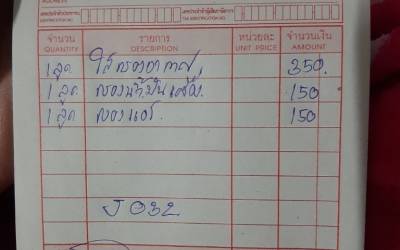 ADDRESS
จำนวน รายการ หน่วยละ จำนวนเงิน
QUANTITY DESCRIPTION UNIT PRICE AMOUNT
1 ลูก ไส้กรองอากาศ 350.
1 ลูก กรองน้ำมันเครื่อง 150
1 ลูก กรองแอร์ 150
J 032